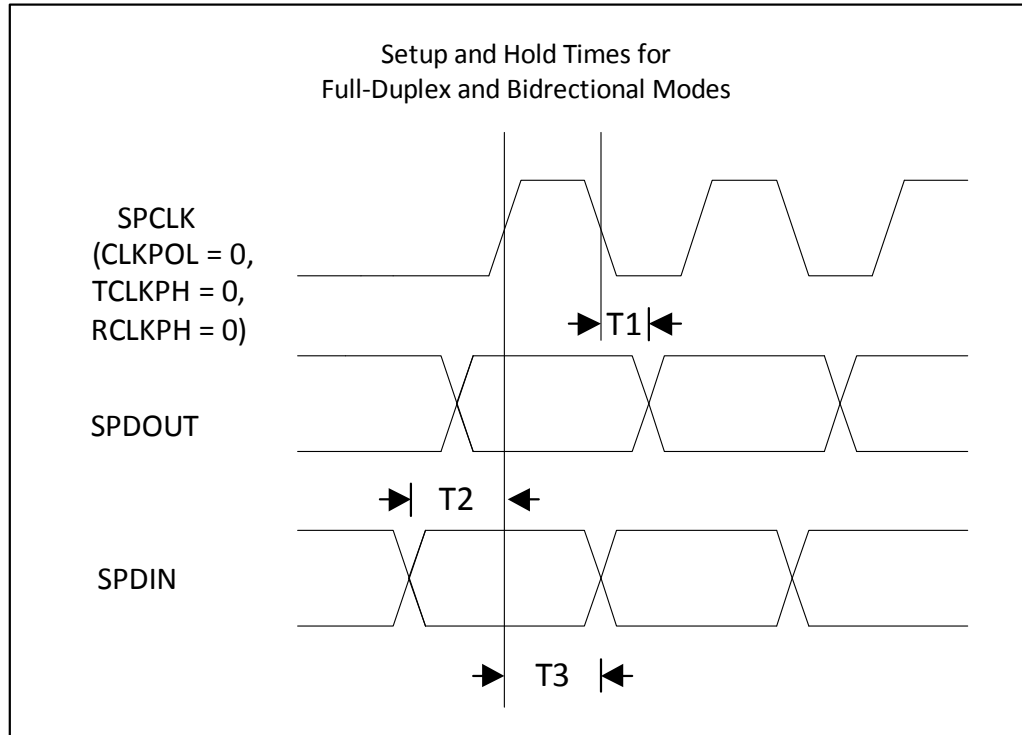 Setup and Hold Times for
Full-Duplex and Bidrectional Modes
SPCLK
(CLKPOL = 0,
TCLKPH = 0,
RCLKPH = 0)
T1
SPDOUT
T2
SPDIN
T3